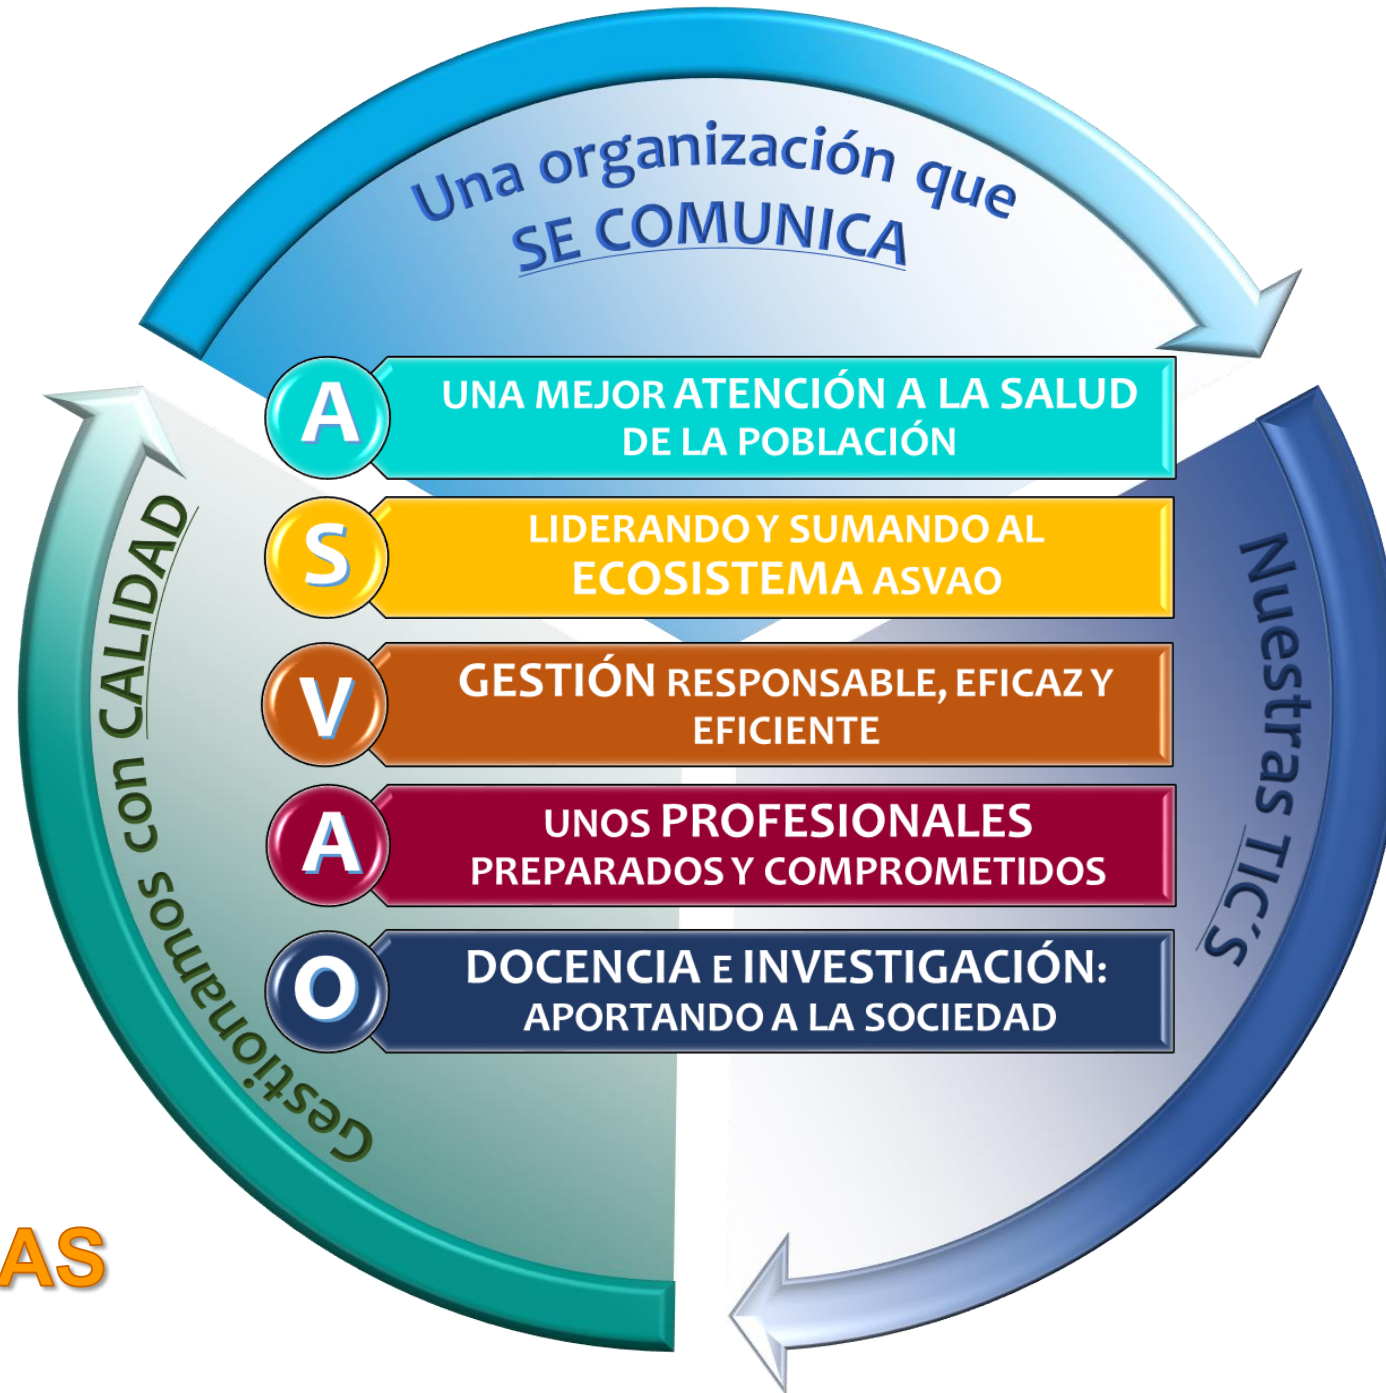 Una organización que
SE COMUNICA
A
UNA MEJOR ATENCIÓN A LA SALUD
DE LA POBLACIÓN
S
LIDERANDO Y SUMANDO AL
ECOSISTEMA ASVAO
V
GESTIÓN RESPONSABLE, EFICAZ Y
EFICIENTE
A
UNOS PROFESIONALES
PREPARADOS Y COMPROMETIDOS
O
DOCENCIA E INVESTIGACIÓN:
APORTANDO A LA SOCIEDAD
Nuestras TIC´S
Gestionamos con CALIDAD
AS